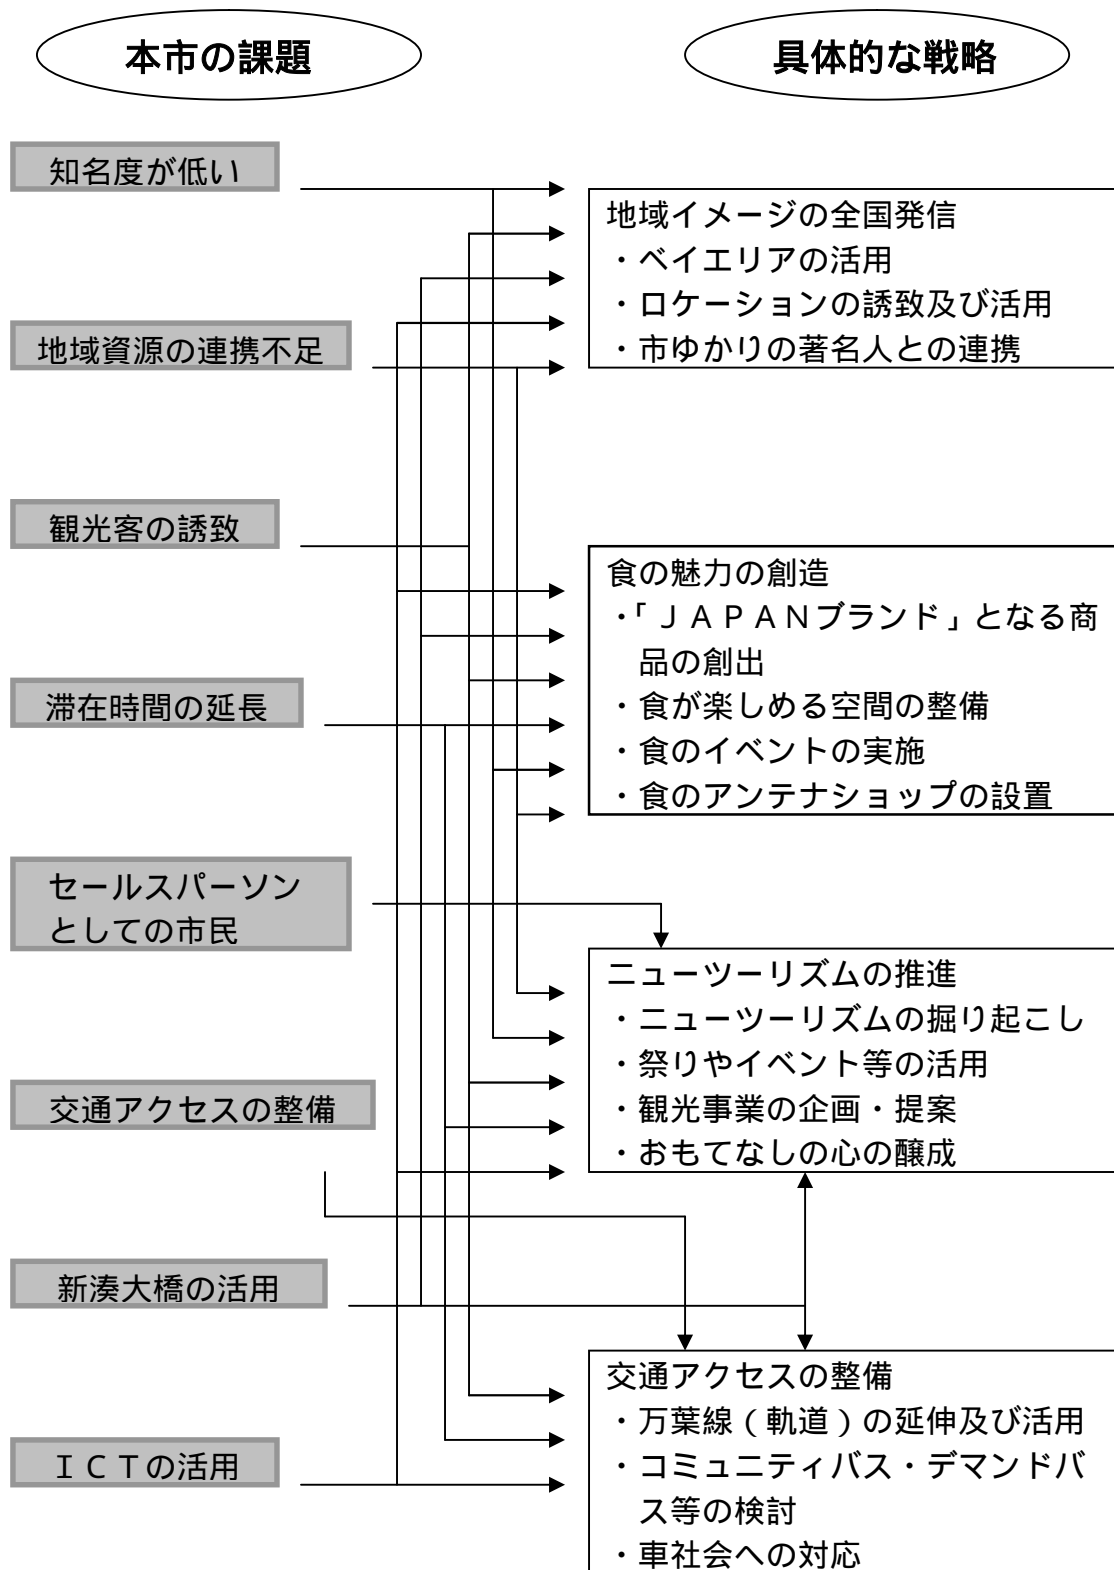 本市の課題
具体的な戦略
知名度が低い
地域資源の連携不足
観光客の誘致
滞在時間の延長
セールスパーソン
としての市民
交通アクセスの整備
新湊大橋の活用
ＩＣＴの活用
地域イメージの全国発信
・ベイエリアの活用
・ロケーションの誘致及び活用
・市ゆかりの著名人との連携
食の魅力の創造
・「ＪＡＰＡＮブランド」となる商
品の創出
・食が楽しめる空間の整備
・食のイベントの実施
・食のアンテナショップの設置
ニューツーリズムの推進
・ニューツーリズムの掘り起こし
・祭りやイベント等の活用
・観光事業の企画・提案
・おもてなしの心の醸成
交通アクセスの整備
・万葉線（軌道）の延伸及び活用
・コミュニティバス・デマンドバ
ス等の検討
・車社会への対応